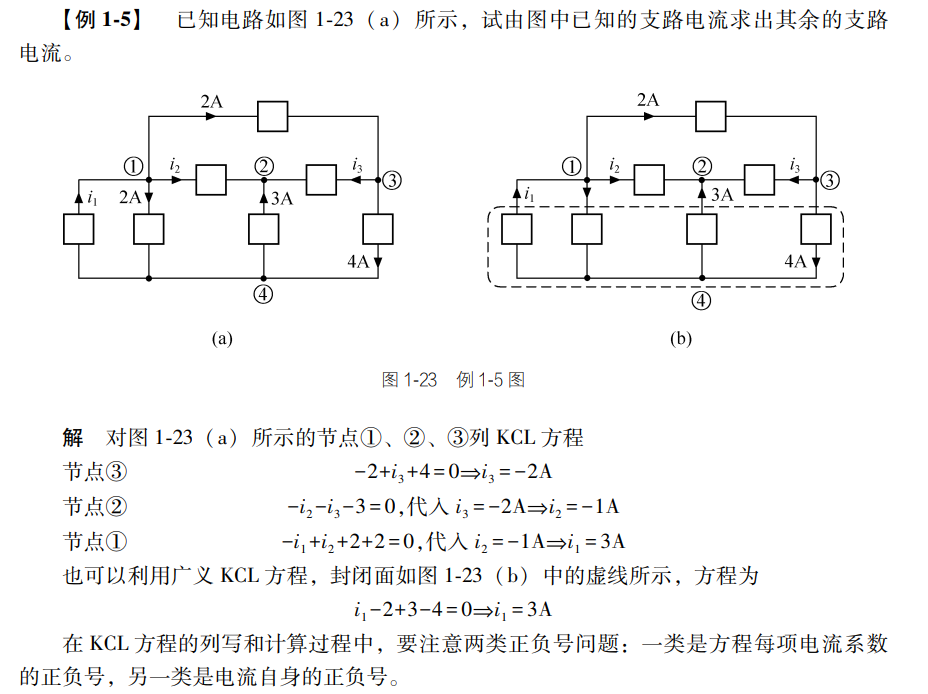 【例 1-5】 已知电路如图 1-23（a）所示，试由图中已知的支路电流求出其余的支路
电流。
2A
① i₂ ② i₃ ③
i₁ 2A 3A
4A
④
(a)
2A
① i₂ ② i₃ ③
i₁ 3A
4A
④
(b)
图 1-23 例 1-5 图
解 对图 1-23（a）所示的节点①、②、③列 KCL 方程
节点③ -2+i₃+4=0⇒i₃=-2A
节点② -i₂-i₃-3=0,代入 i₃=-2A⇒i₂=-1A
节点① -i₁+i₂+2+2=0,代入 i₂=-1A⇒i₁=3A
也可以利用广义 KCL 方程，封闭面如图 1-23（b）中的虚线所示，方程为
i₁-2+3-4=0⇒i₁=3A
在 KCL 方程的列写和计算过程中，要注意两类正负号问题：一类是方程每项电流系数
的正负号，另一类是电流自身的正负号。